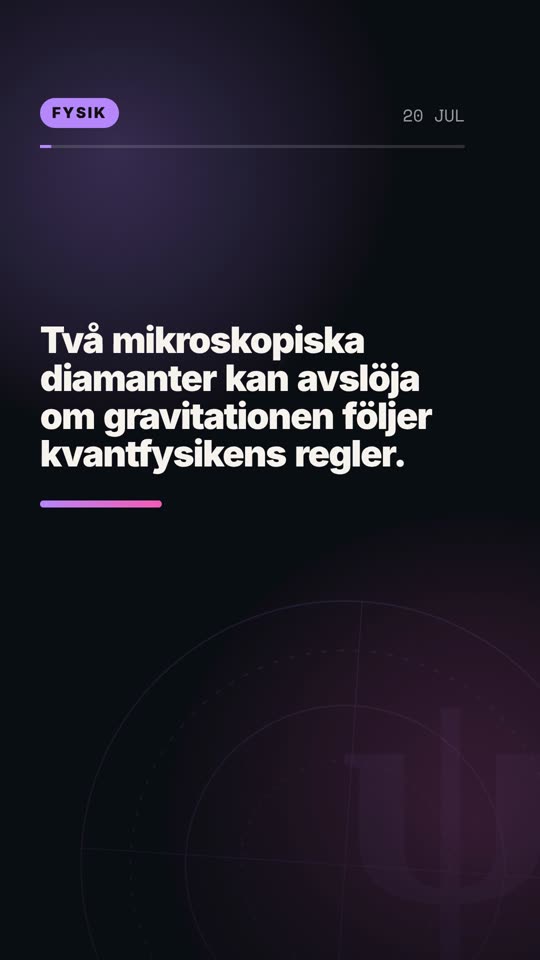 FYSIK
20 JUL
Två mikroskopiska
diamanter kan avslöja
om gravitationen följer
kvantfysikens regler.
ψ